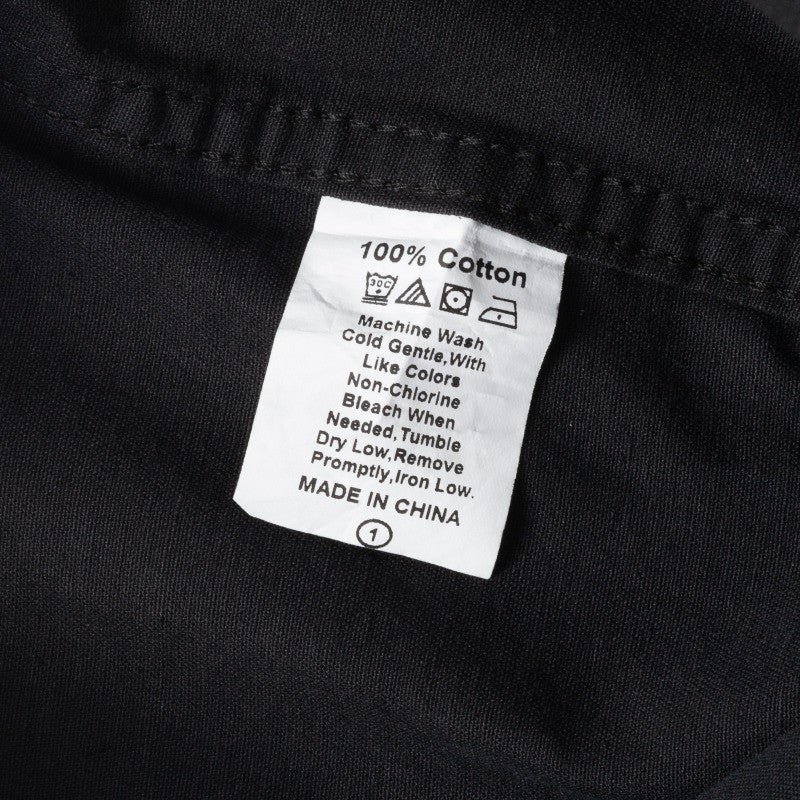 100% Cotton
30C
Machine Wash
Cold Gentle,With
Like Colors
Non-Chlorine
Bleach When
Needed,Tumble
Dry Low,Remove
Promptly,Iron Low.
MADE IN CHINA
1